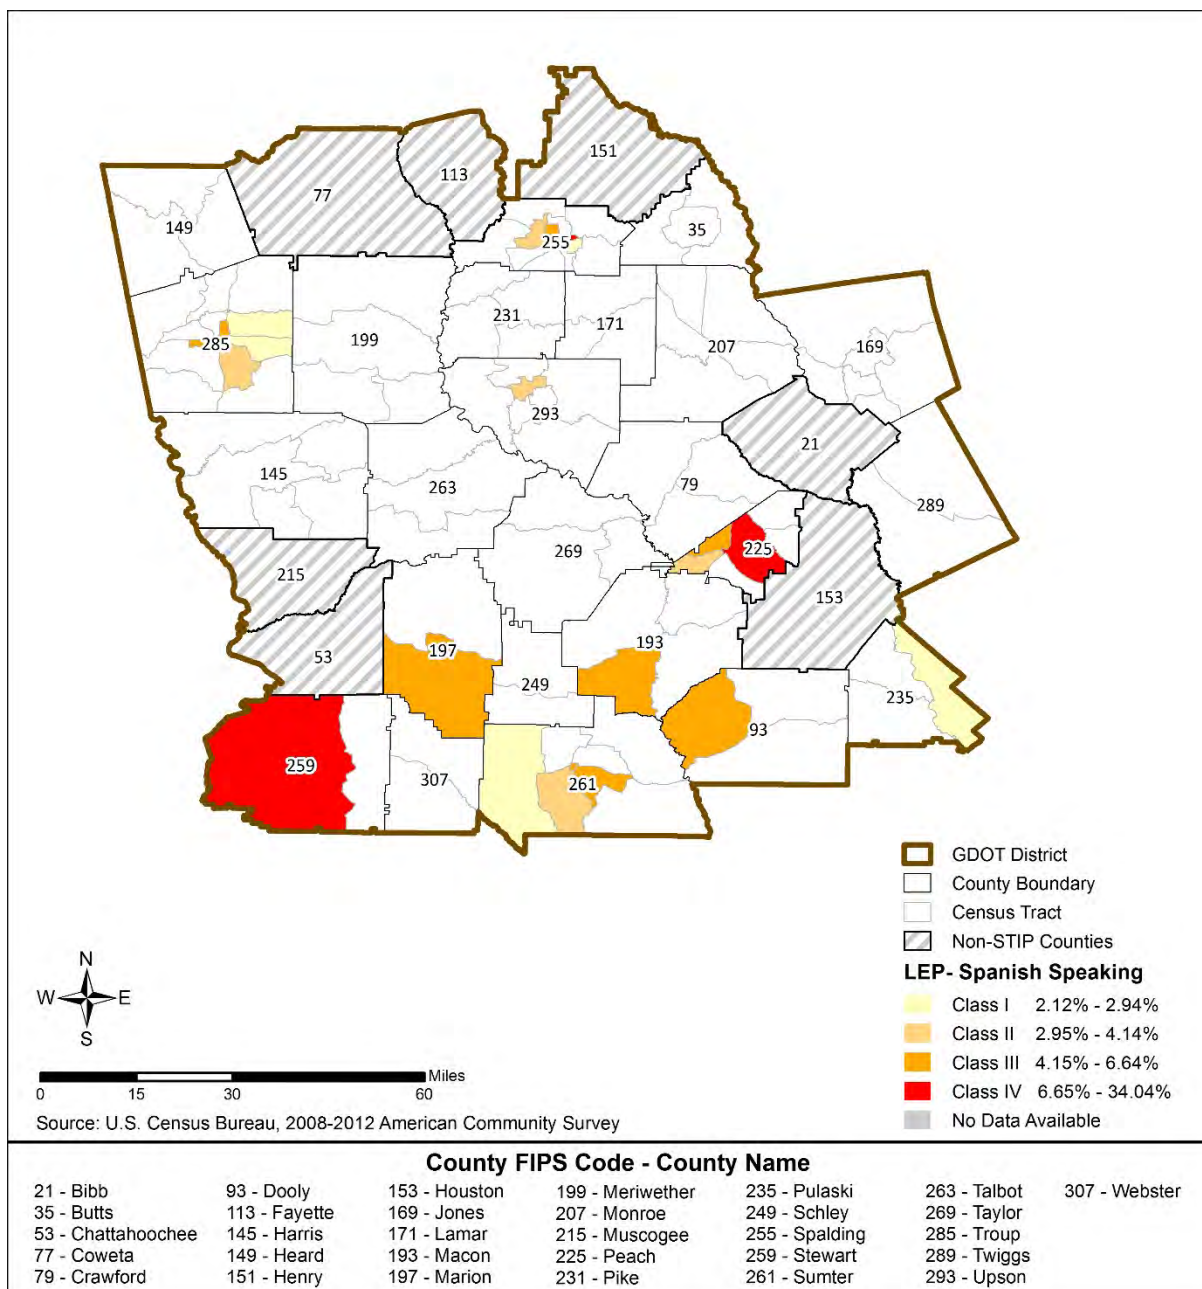 151
113
77
149
35
255
231
171
199
285
207
169
293
21
145
263
79
289
269
225
215
153
193
197
53
249
235
93
259
307
261
GDOT District
County Boundary
Census Tract
Non-STIP Counties
LEP- Spanish Speaking
Class I 2.12% - 2.94%
Class II 2.95% - 4.14%
Class III 4.15% - 6.64%
Class IV 6.65% - 34.04%
No Data Available
N
W E
S
Miles
0 15 30 60
Source: U.S. Census Bureau, 2008-2012 American Community Survey
County FIPS Code - County Name
21 - Bibb 93 - Dooly 153 - Houston 199 - Meriwether 235 - Pulaski 263 - Talbot 307 - Webster
35 - Butts 113 - Fayette 169 - Jones 207 - Monroe 249 - Schley 269 - Taylor
53 - Chattahoochee 145 - Harris 171 - Lamar 215 - Muscogee 255 - Spalding 285 - Troup
77 - Coweta 149 - Heard 193 - Macon 225 - Peach 259 - Stewart 289 - Twiggs
79 - Crawford 151 - Henry 197 - Marion 231 - Pike 261 - Sumter 293 - Upson